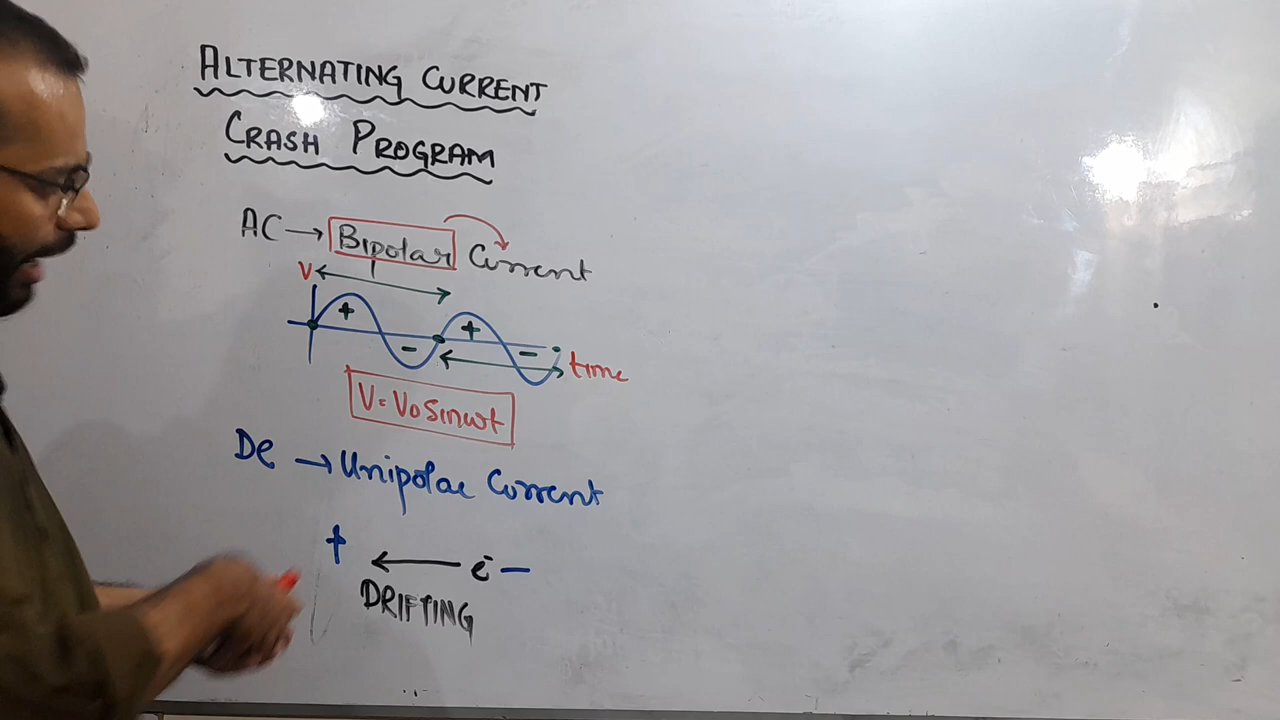 ALTERNATING CURRENT
CRASH PROGRAM
AC → Bipolar Current
V
+ − + −
time
V = V0 Sinωt
DC → Unipolar Current
+ ← e −
DRIFTING